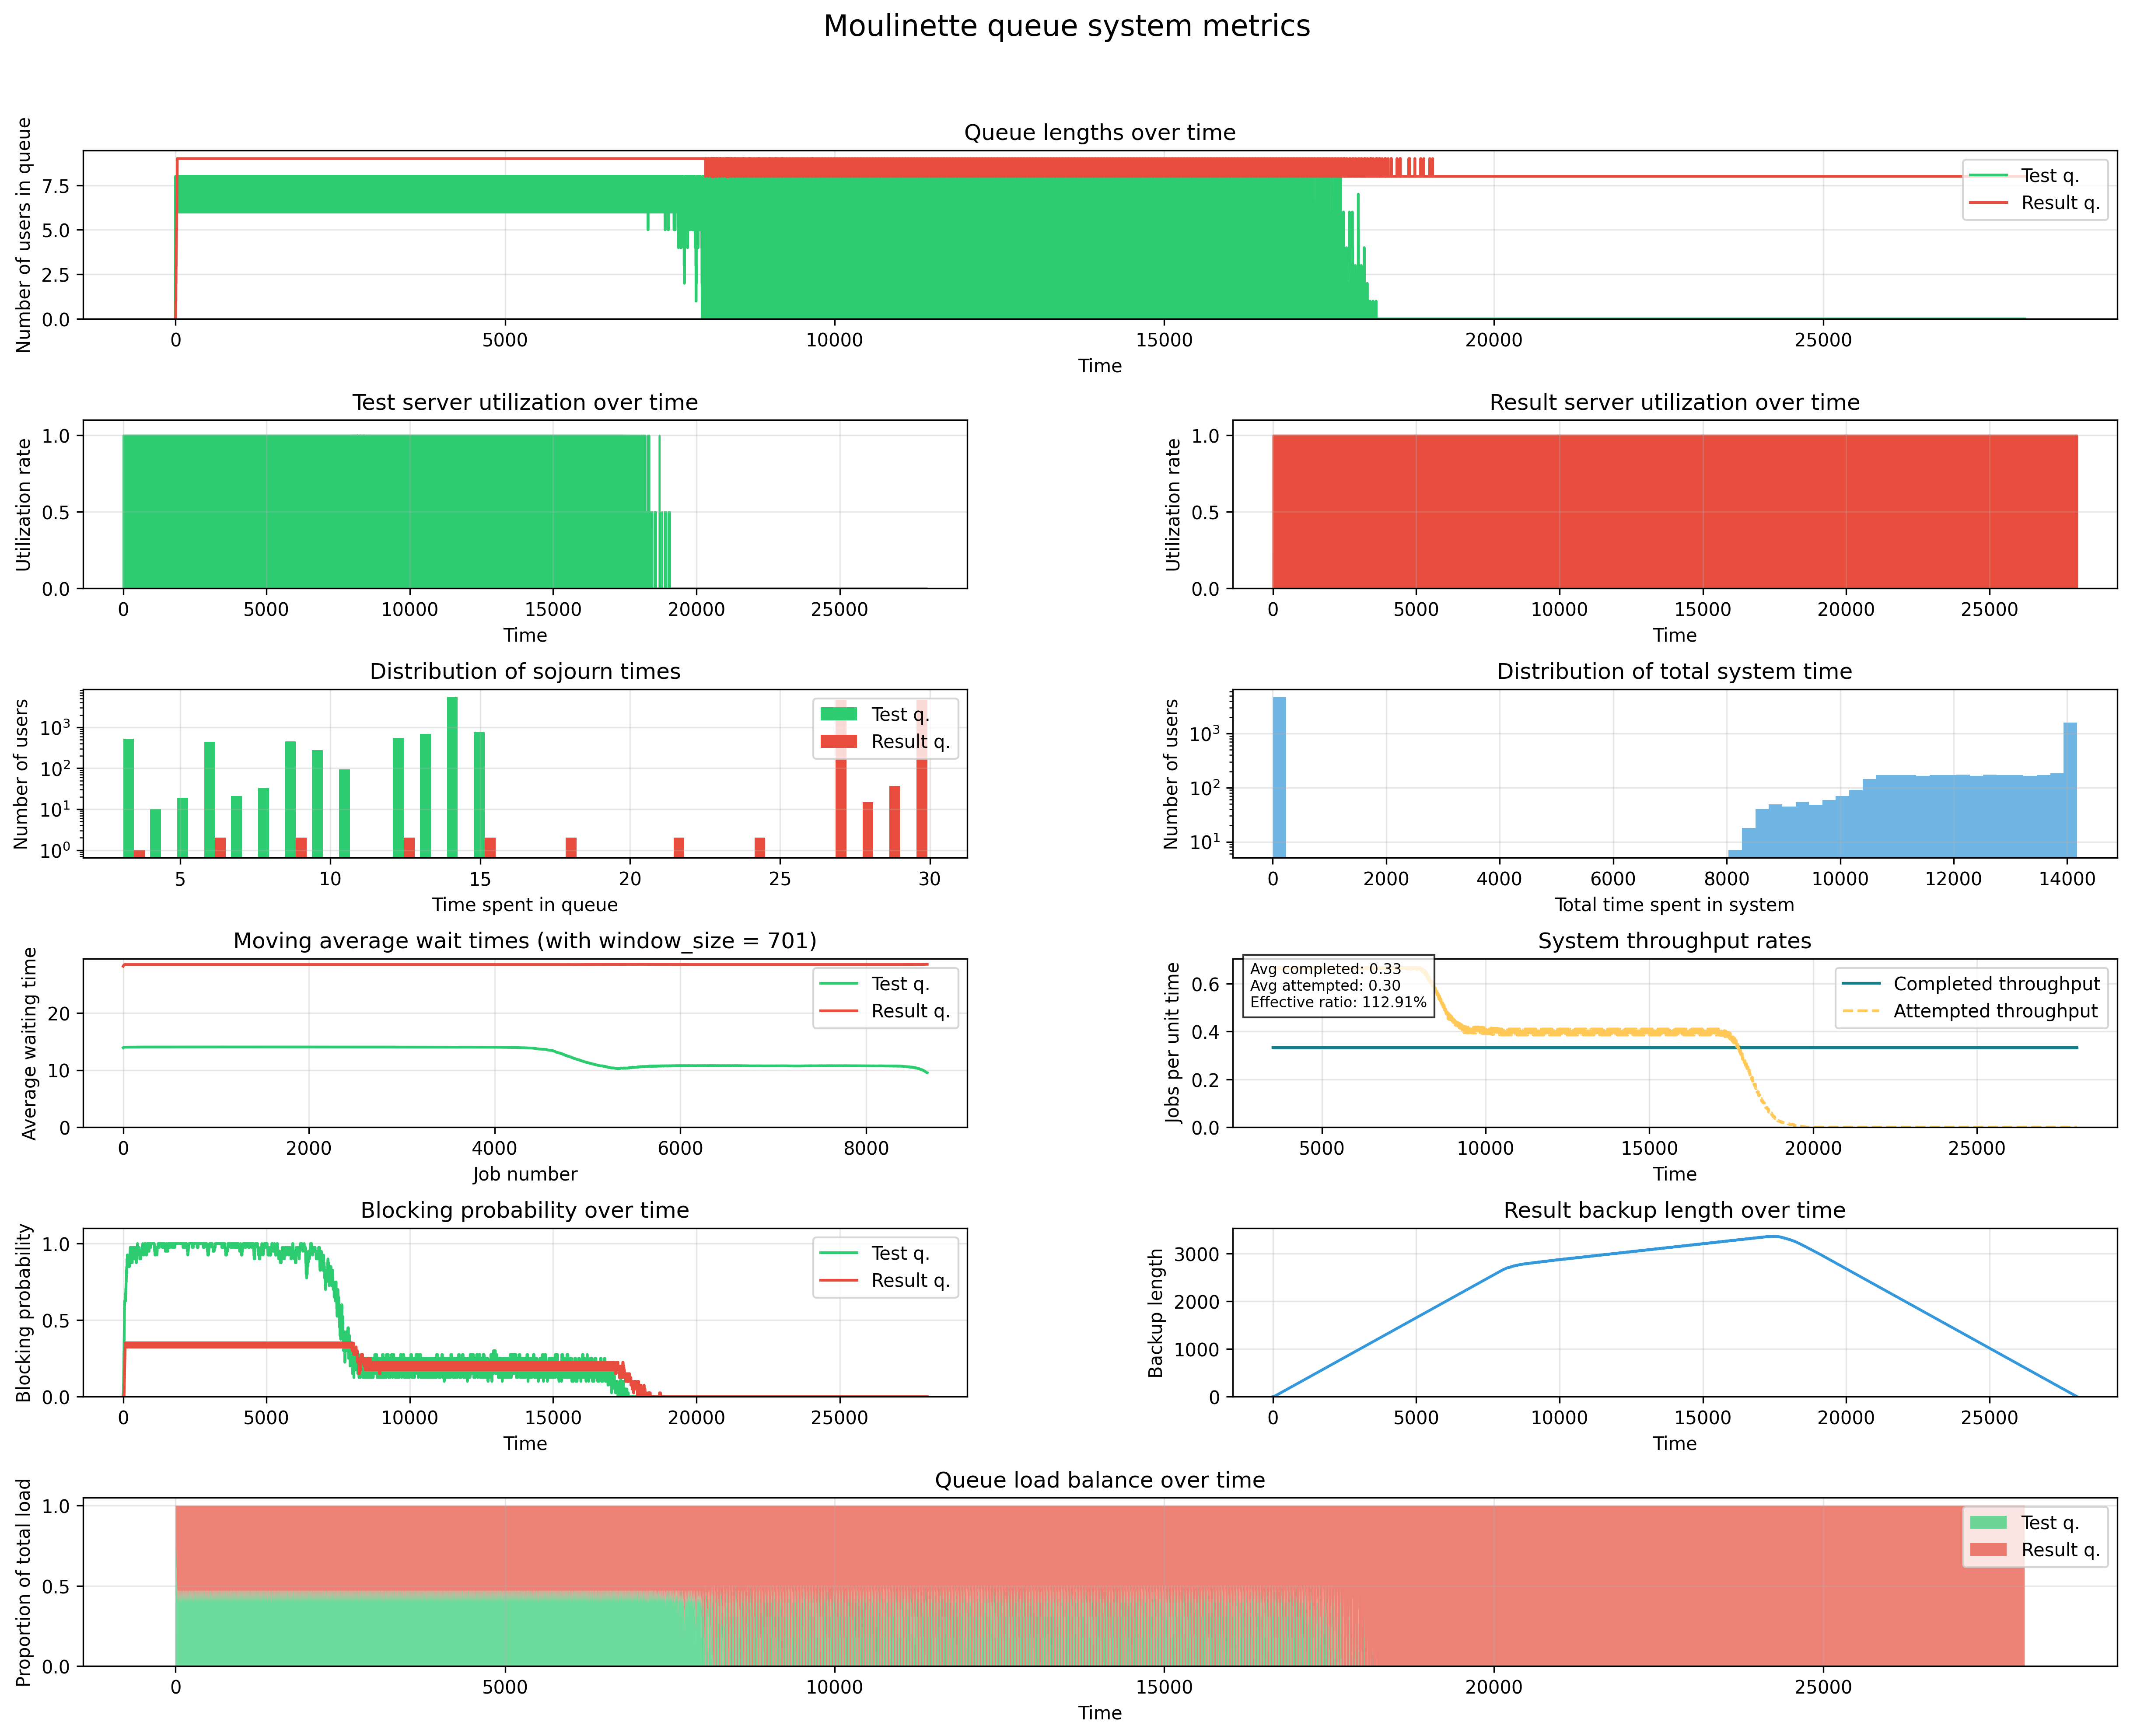 Moulinette queue system metrics
Queue lengths over time
Number of users in queue
7.5
5.0
2.5
0.0
Test q.
Result q.
0 5000 10000 15000 20000 25000
Time
Test server utilization over time
Utilization rate
1.0
0.5
0.0
0 5000 10000 15000 20000 25000
Time
Result server utilization over time
Utilization rate
1.0
0.5
0.0
0 5000 10000 15000 20000 25000
Time
Distribution of sojourn times
Number of users
10³
10²
10¹
10⁰
Test q.
Result q.
5 10 15 20 25 30
Time spent in queue
Distribution of total system time
Number of users
10³
10²
10¹
0 2000 4000 6000 8000 10000 12000 14000
Total time spent in system
Moving average wait times (with window_size = 701)
Average waiting time
20
10
0
Test q.
Result q.
0 2000 4000 6000 8000
Job number
System throughput rates
Jobs per unit time
0.6
0.4
0.2
0.0
Avg completed: 0.33
Avg attempted: 0.30
Effective ratio: 112.91%
Completed throughput
Attempted throughput
5000 10000 15000 20000 25000
Time
Blocking probability over time
Blocking probability
1.0
0.5
0.0
Test q.
Result q.
0 5000 10000 15000 20000 25000
Time
Result backup length over time
Backup length
3000
2000
1000
0
0 5000 10000 15000 20000 25000
Time
Queue load balance over time
Proportion of total load
1.0
0.5
0.0
Test q.
Result q.
0 5000 10000 15000 20000 25000
Time